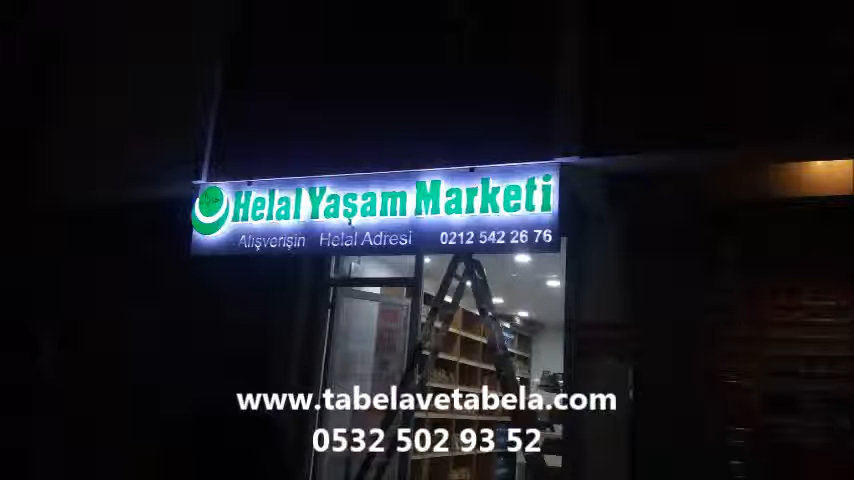 Helal Yaşam Marketi
Alışverişin Helal Adresi 0212 542 26 76
www.tabelavetabela.com
0532 502 93 52